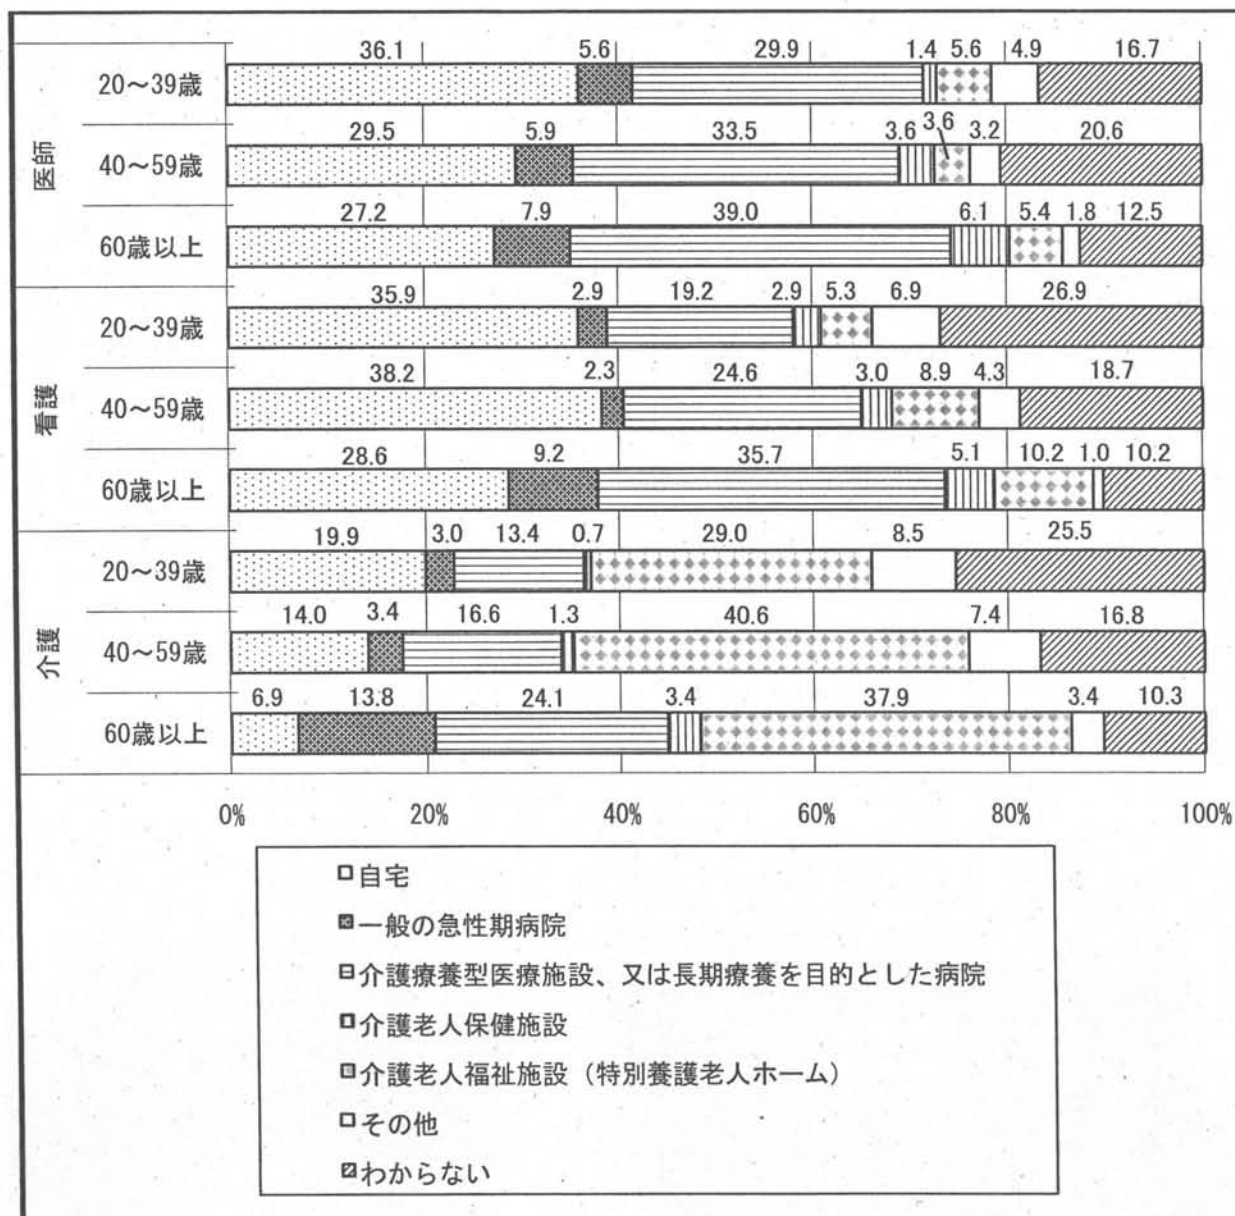 医師
36.1 5.6 29.9 1.4 5.6 4.9 16.7
20～39歳
29.5 5.9 33.5 3.6 3.6 3.2 20.6
40～59歳
27.2 7.9 39.0 6.1 5.4 1.8 12.5
60歳以上
看護
35.9 2.9 19.2 2.9 5.3 6.9 26.9
20～39歳
38.2 2.3 24.6 3.0 8.9 4.3 18.7
40～59歳
28.6 9.2 35.7 5.1 10.2 1.0 10.2
60歳以上
介護
19.9 3.0 13.4 0.7 29.0 8.5 25.5
20～39歳
14.0 3.4 16.6 1.3 40.6 7.4 16.8
40～59歳
6.9 13.8 24.1 3.4 37.9 3.4 10.3
60歳以上
0% 20% 40% 60% 80% 100%
自宅
一般の急性期病院
介護療養型医療施設、又は長期療養を目的とした病院
介護老人保健施設
介護老人福祉施設（特別養護老人ホーム）
その他
わからない